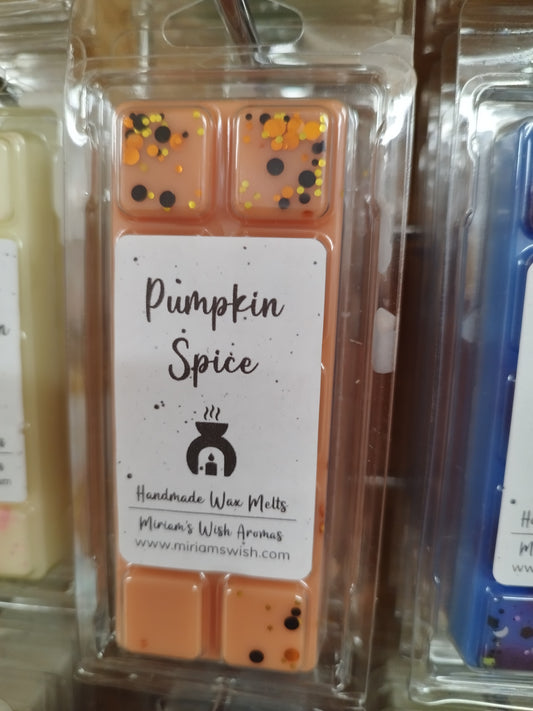 Pumpkin
Spice
Handmade Wax Melts
Miriam's Wish Aromas
www.miriamswish.com